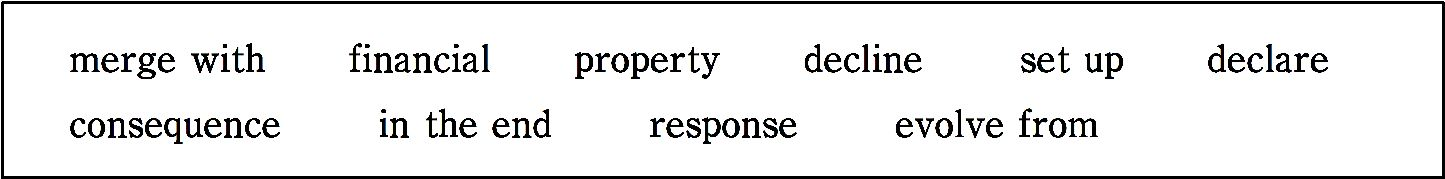 merge with financial property decline set up declare
consequence in the end response evolve from